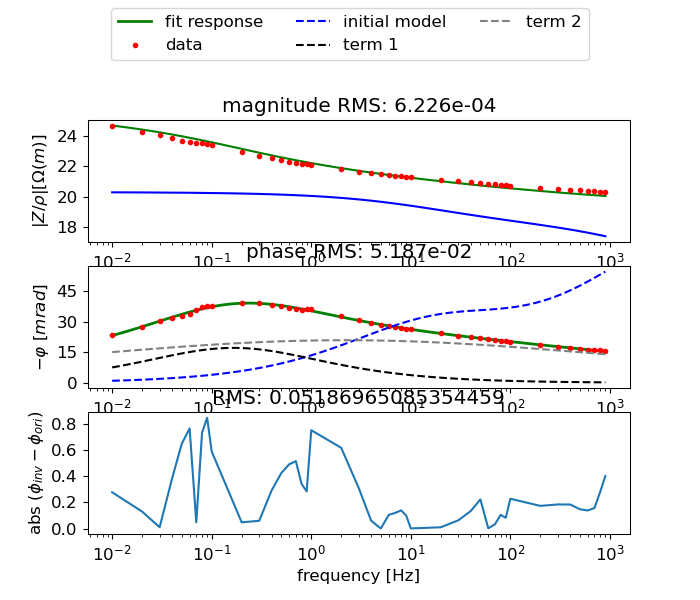 fit response
data
initial model
term 1
term 2
magnitude RMS: 6.226e-04
|Z/ρ|[Ω(m)]
24
22
20
18
10⁻² 10⁻¹ 10⁰ 10¹ 10² 10³
phase RMS: 5.187e-02
−φ [mrad]
45
30
15
0
10⁻² 10⁻¹ 10⁰ 10¹ 10² 10³
RMS: 0.051869965085354459
abs (ϕinv − ϕori)
0.8
0.6
0.4
0.2
0.0
10⁻² 10⁻¹ 10⁰ 10¹ 10² 10³
frequency [Hz]